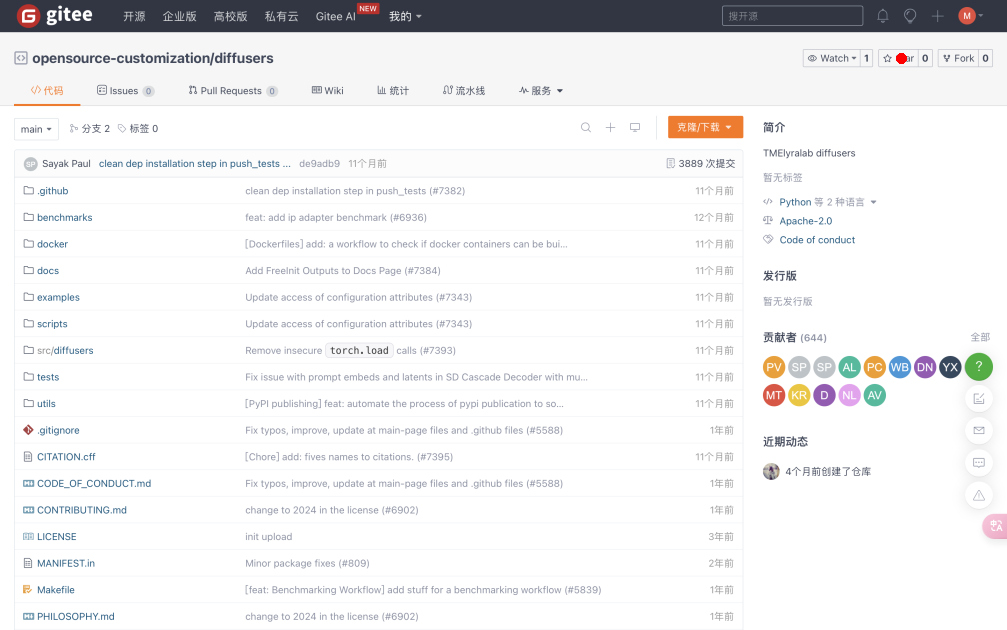 gitee 开源 企业版 高校版 私有云 Gitee AI NEW 我的 搜开源 M
opensource-customization/diffusers Watch 1 0 Fork 0
代码 Issues 0 Pull Requests 0 Wiki 统计 流水线 服务
main 分支 2 标签 0 克隆/下载
SP Sayak Paul clean dep installation step in push_tests ... de9adb9 11个月前 3889 次提交
.github clean dep installation step in push_tests (#7382) 11个月前
benchmarks feat: add ip adapter benchmark (#6936) 12个月前
docker [Dockerfiles] add: a workflow to check if docker containers can be bui... 11个月前
docs Add FreeInit Outputs to Docs Page (#7384) 11个月前
examples Update access of configuration attributes (#7343) 11个月前
scripts Update access of configuration attributes (#7343) 11个月前
src/diffusers Remove insecure torch.load calls (#7393) 11个月前
tests Fix issue with prompt embeds and latents in SD Cascade Decoder with mu... 11个月前
utils [PyPI publishing] feat: automate the process of pypi publication to so... 11个月前
.gitignore Fix typos, improve, update at main-page files and .github files (#5588) 1年前
CITATION.cff [Chore] add: fives names to citations. (#7395) 11个月前
CODE_OF_CONDUCT.md Fix typos, improve, update at main-page files and .github files (#5588) 1年前
CONTRIBUTING.md change to 2024 in the license (#6902) 1年前
LICENSE init upload 3年前
MANIFEST.in Minor package fixes (#809) 2年前
Makefile [feat: Benchmarking Workflow] add stuff for a benchmarking workflow (#5839) 1年前
PHILOSOPHY.md change to 2024 in the license (#6902) 1年前
简介
TMElyralab diffusers
暂无标签
Python 等 2 种语言
Apache-2.0
Code of conduct
发行版
暂无发行版
贡献者 (644) 全部
PV SP SP AL PC WB DN YX ?
MT KR D NL AV
近期动态
4个月前创建了仓库